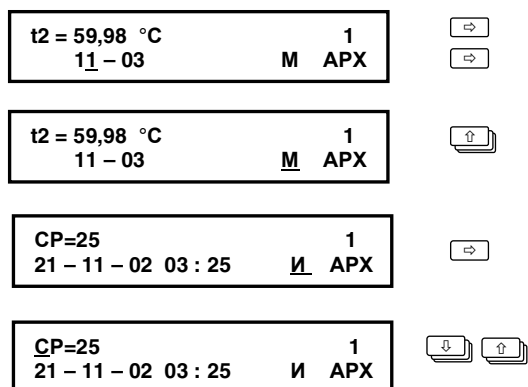 t2 = 59,98 °C 1
11 – 03 М АРХ
t2 = 59,98 °C 1
11 – 03 М АРХ
СР=25 1
21 – 11 – 02 03 : 25 И АРХ
СР=25 1
21 – 11 – 02 03 : 25 И АРХ